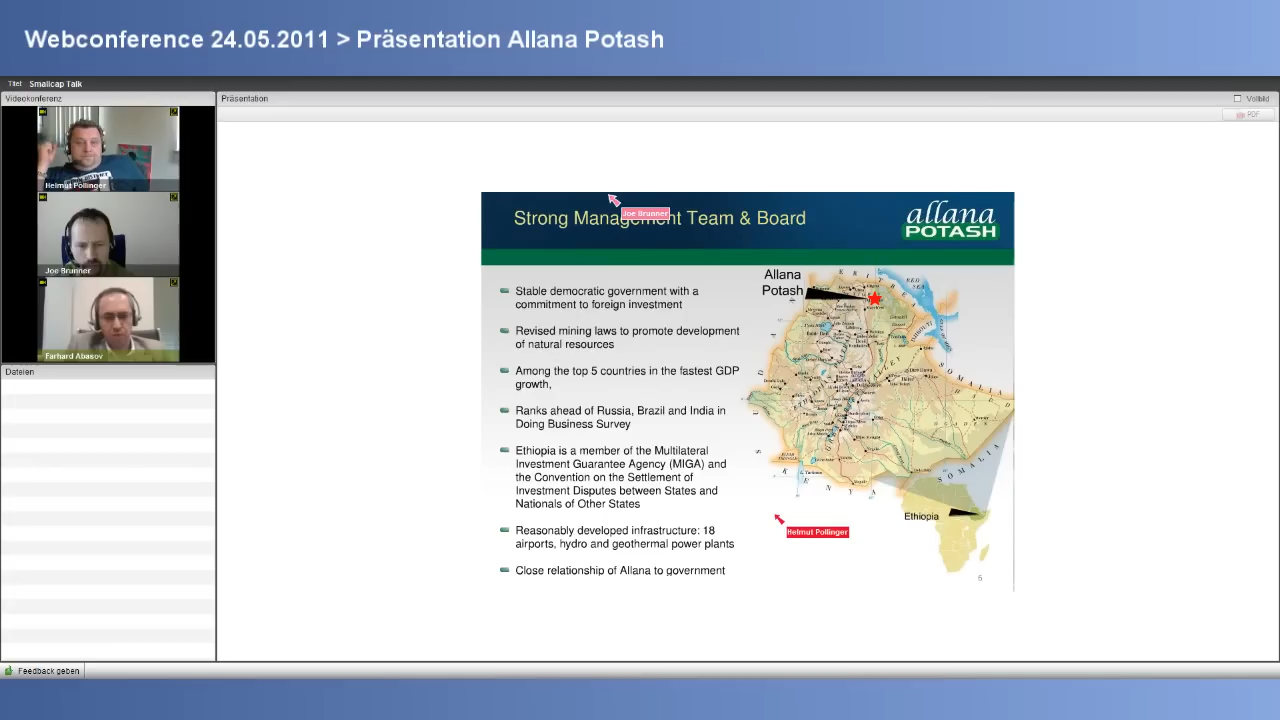 Webconference 24.05.2011 > Präsentation Allana Potash
Titel Smallcap Talk
Videokonferenz
Präsentation
Vollbild
PDF
Helmut Pollinger
Joe Brunner
Farhard Abasov
Dateien
Joe Brunner
Strong Management Team & Board
allana
POTASH
Allana
Potash
Stable democratic government with a
commitment to foreign investment
Revised mining laws to promote development
of natural resources
Among the top 5 countries in the fastest GDP
growth,
Ranks ahead of Russia, Brazil and India in
Doing Business Survey
Ethiopia is a member of the Multilateral
Investment Guarantee Agency (MIGA) and
the Convention on the Settlement of
Investment Disputes between States and
Nationals of Other States
Reasonably developed infrastructure: 18
airports, hydro and geothermal power plants
Close relationship of Allana to government
RED
SEA
SOMALIA
SOMALIA
KENYA
Ethiopia
Helmut Pollinger
6
Feedback geben